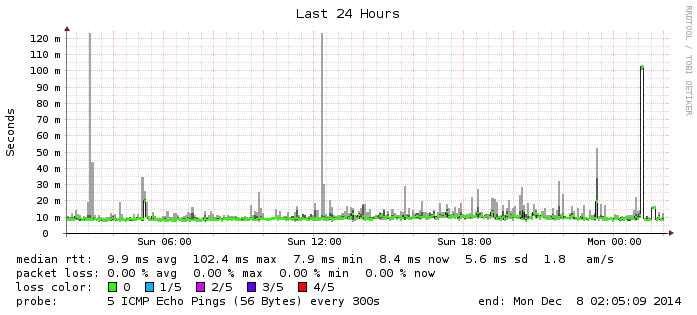 Last 24 Hours
RRDTOOL / TOBI OETIKER
Seconds
120 m
110 m
100 m
90 m
80 m
70 m
60 m
50 m
40 m
30 m
20 m
10 m
0
Sun 06:00 Sun 12:00 Sun 18:00 Mon 00:00
median rtt: 9.9 ms avg 102.4 ms max 7.9 ms min 8.4 ms now 5.6 ms sd 1.8 am/s
packet loss: 0.00 % avg 0.00 % max 0.00 % min 0.00 % now
loss color: 0 1/5 2/5 3/5 4/5
probe: 5 ICMP Echo Pings (56 Bytes) every 300s end: Mon Dec 8 02:05:09 2014